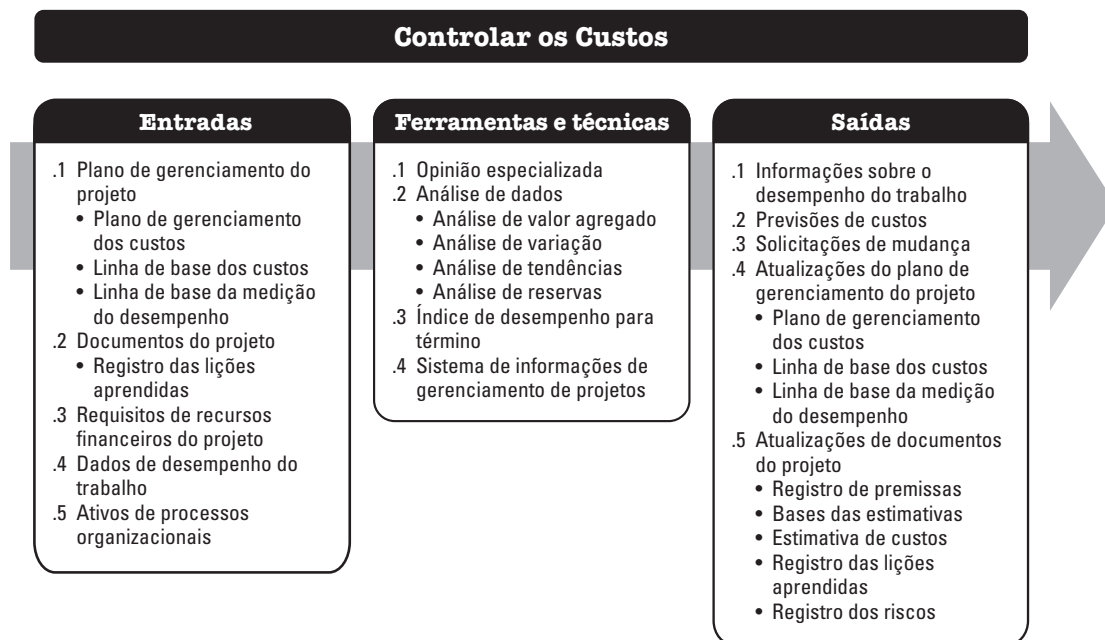 Controlar os Custos
Entradas
.1 Plano de gerenciamento do
projeto
• Plano de gerenciamento
dos custos
• Linha de base dos custos
• Linha de base da medição
do desempenho
.2 Documentos do projeto
• Registro das lições
aprendidas
.3 Requisitos de recursos
financeiros do projeto
.4 Dados de desempenho do
trabalho
.5 Ativos de processos
organizacionais
Ferramentas e técnicas
.1 Opinião especializada
.2 Análise de dados
• Análise de valor agregado
• Análise de variação
• Análise de tendências
• Análise de reservas
.3 Índice de desempenho para
término
.4 Sistema de informações de
gerenciamento de projetos
Saídas
.1 Informações sobre o
desempenho do trabalho
.2 Previsões de custos
.3 Solicitações de mudança
.4 Atualizações do plano de
gerenciamento do projeto
• Plano de gerenciamento
dos custos
• Linha de base dos custos
• Linha de base da medição
do desempenho
.5 Atualizações de documentos
do projeto
• Registro de premissas
• Bases das estimativas
• Estimativa de custos
• Registro das lições
aprendidas
• Registro dos riscos